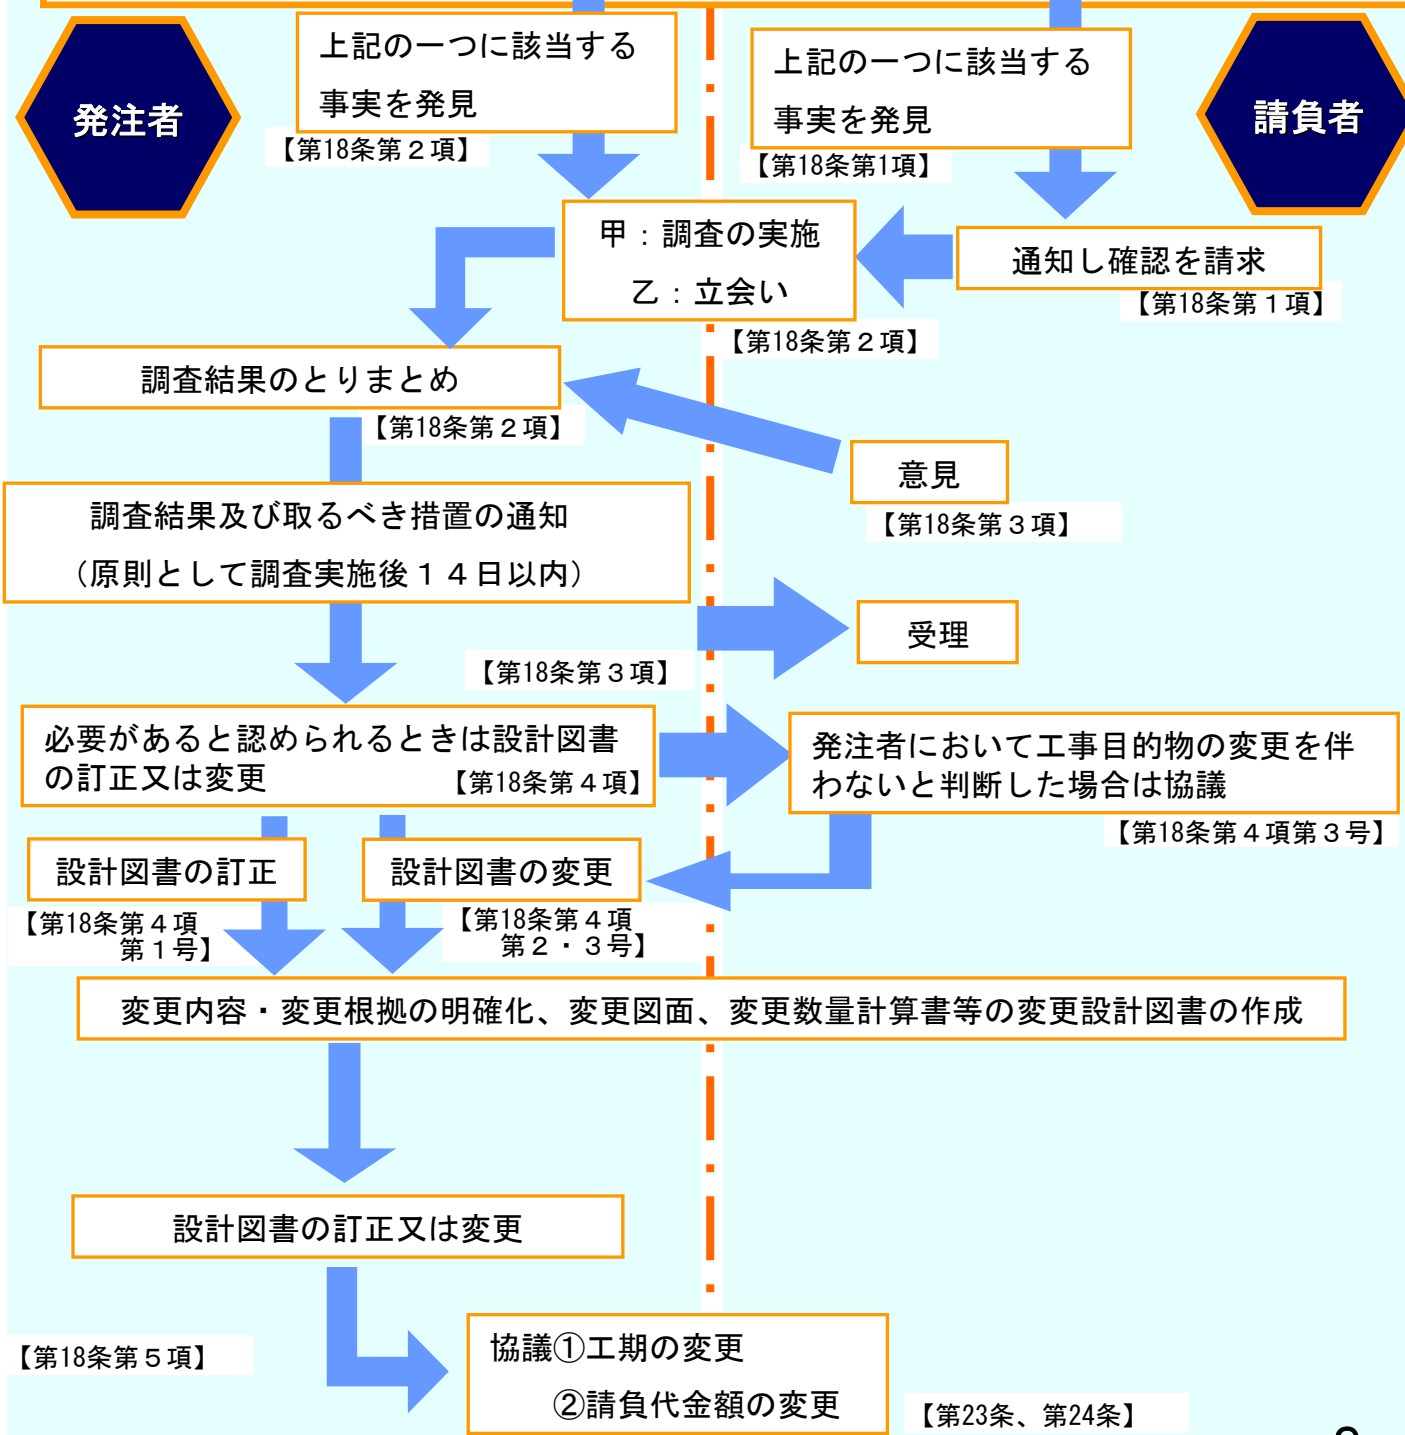 発注者
上記の一つに該当する
事実を発見
【第18条第２項】
上記の一つに該当する
事実を発見
【第18条第1項】
請負者
甲：調査の実施
乙：立会い
【第18条第２項】
通知し確認を請求
【第18条第１項】
調査結果のとりまとめ
【第18条第２項】
意見
【第18条第３項】
調査結果及び取るべき措置の通知
（原則として調査実施後１４日以内）
受理
【第18条第３項】
必要があると認められるときは設計図書
の訂正又は変更
【第18条第４項】
発注者において工事目的物の変更を伴
わないと判断した場合は協議
【第18条第４項第３号】
設計図書の訂正
【第18条第４項
第１号】
設計図書の変更
【第18条第４項
第２・３号】
変更内容・変更根拠の明確化、変更図面、変更数量計算書等の変更設計図書の作成
設計図書の訂正又は変更
【第18条第５項】
協議①工期の変更
②請負代金額の変更
【第23条、第24条】